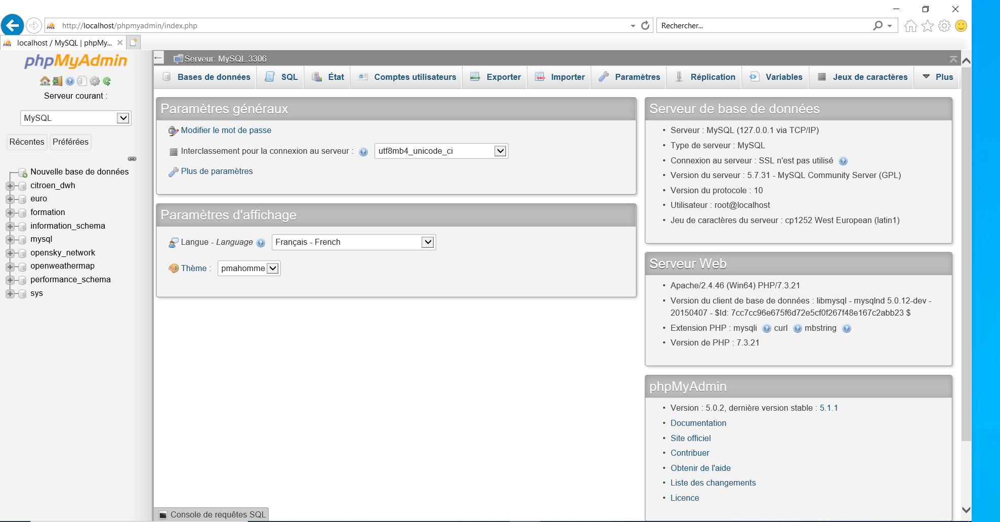 http://localhost/phpmyadmin/index.php
Rechercher...
localhost / MySQL | phpMy...
phpMyAdmin
Serveur courant :
MySQL
Récentes
Préférées
Nouvelle base de données
citroen_dwh
euro
formation
information_schema
mysql
opensky_network
openweathermap
performance_schema
sys
Serveur: MySQL:3306
Bases de données
SQL
État
Comptes utilisateurs
Exporter
Importer
Paramètres
Réplication
Variables
Jeux de caractères
Plus
Paramètres généraux
Modifier le mot de passe
Interclassement pour la connexion au serveur : utf8mb4_unicode_ci
Plus de paramètres
Paramètres d'affichage
Langue - Language Français - French
Thème : pmahomme
Serveur de base de données
• Serveur : MySQL (127.0.0.1 via TCP/IP)
• Type de serveur : MySQL
• Connexion au serveur : SSL n'est pas utilisé
• Version du serveur : 5.7.31 - MySQL Community Server (GPL)
• Version du protocole : 10
• Utilisateur : root@localhost
• Jeu de caractères du serveur : cp1252 West European (latin1)
Serveur Web
• Apache/2.4.46 (Win64) PHP/7.3.21
• Version du client de base de données : libmysql - mysqlnd 5.0.12-dev -
20150407 - $Id: 7cc7cc96e675f6d72e5cf0f267f48e167c2abb23 $
• Extension PHP : mysqli curl mbstring
• Version de PHP : 7.3.21
phpMyAdmin
• Version : 5.0.2, dernière version stable : 5.1.1
• Documentation
• Site officiel
• Contribuer
• Obtenir de l'aide
• Liste des changements
• Licence
Console de requêtes SQL